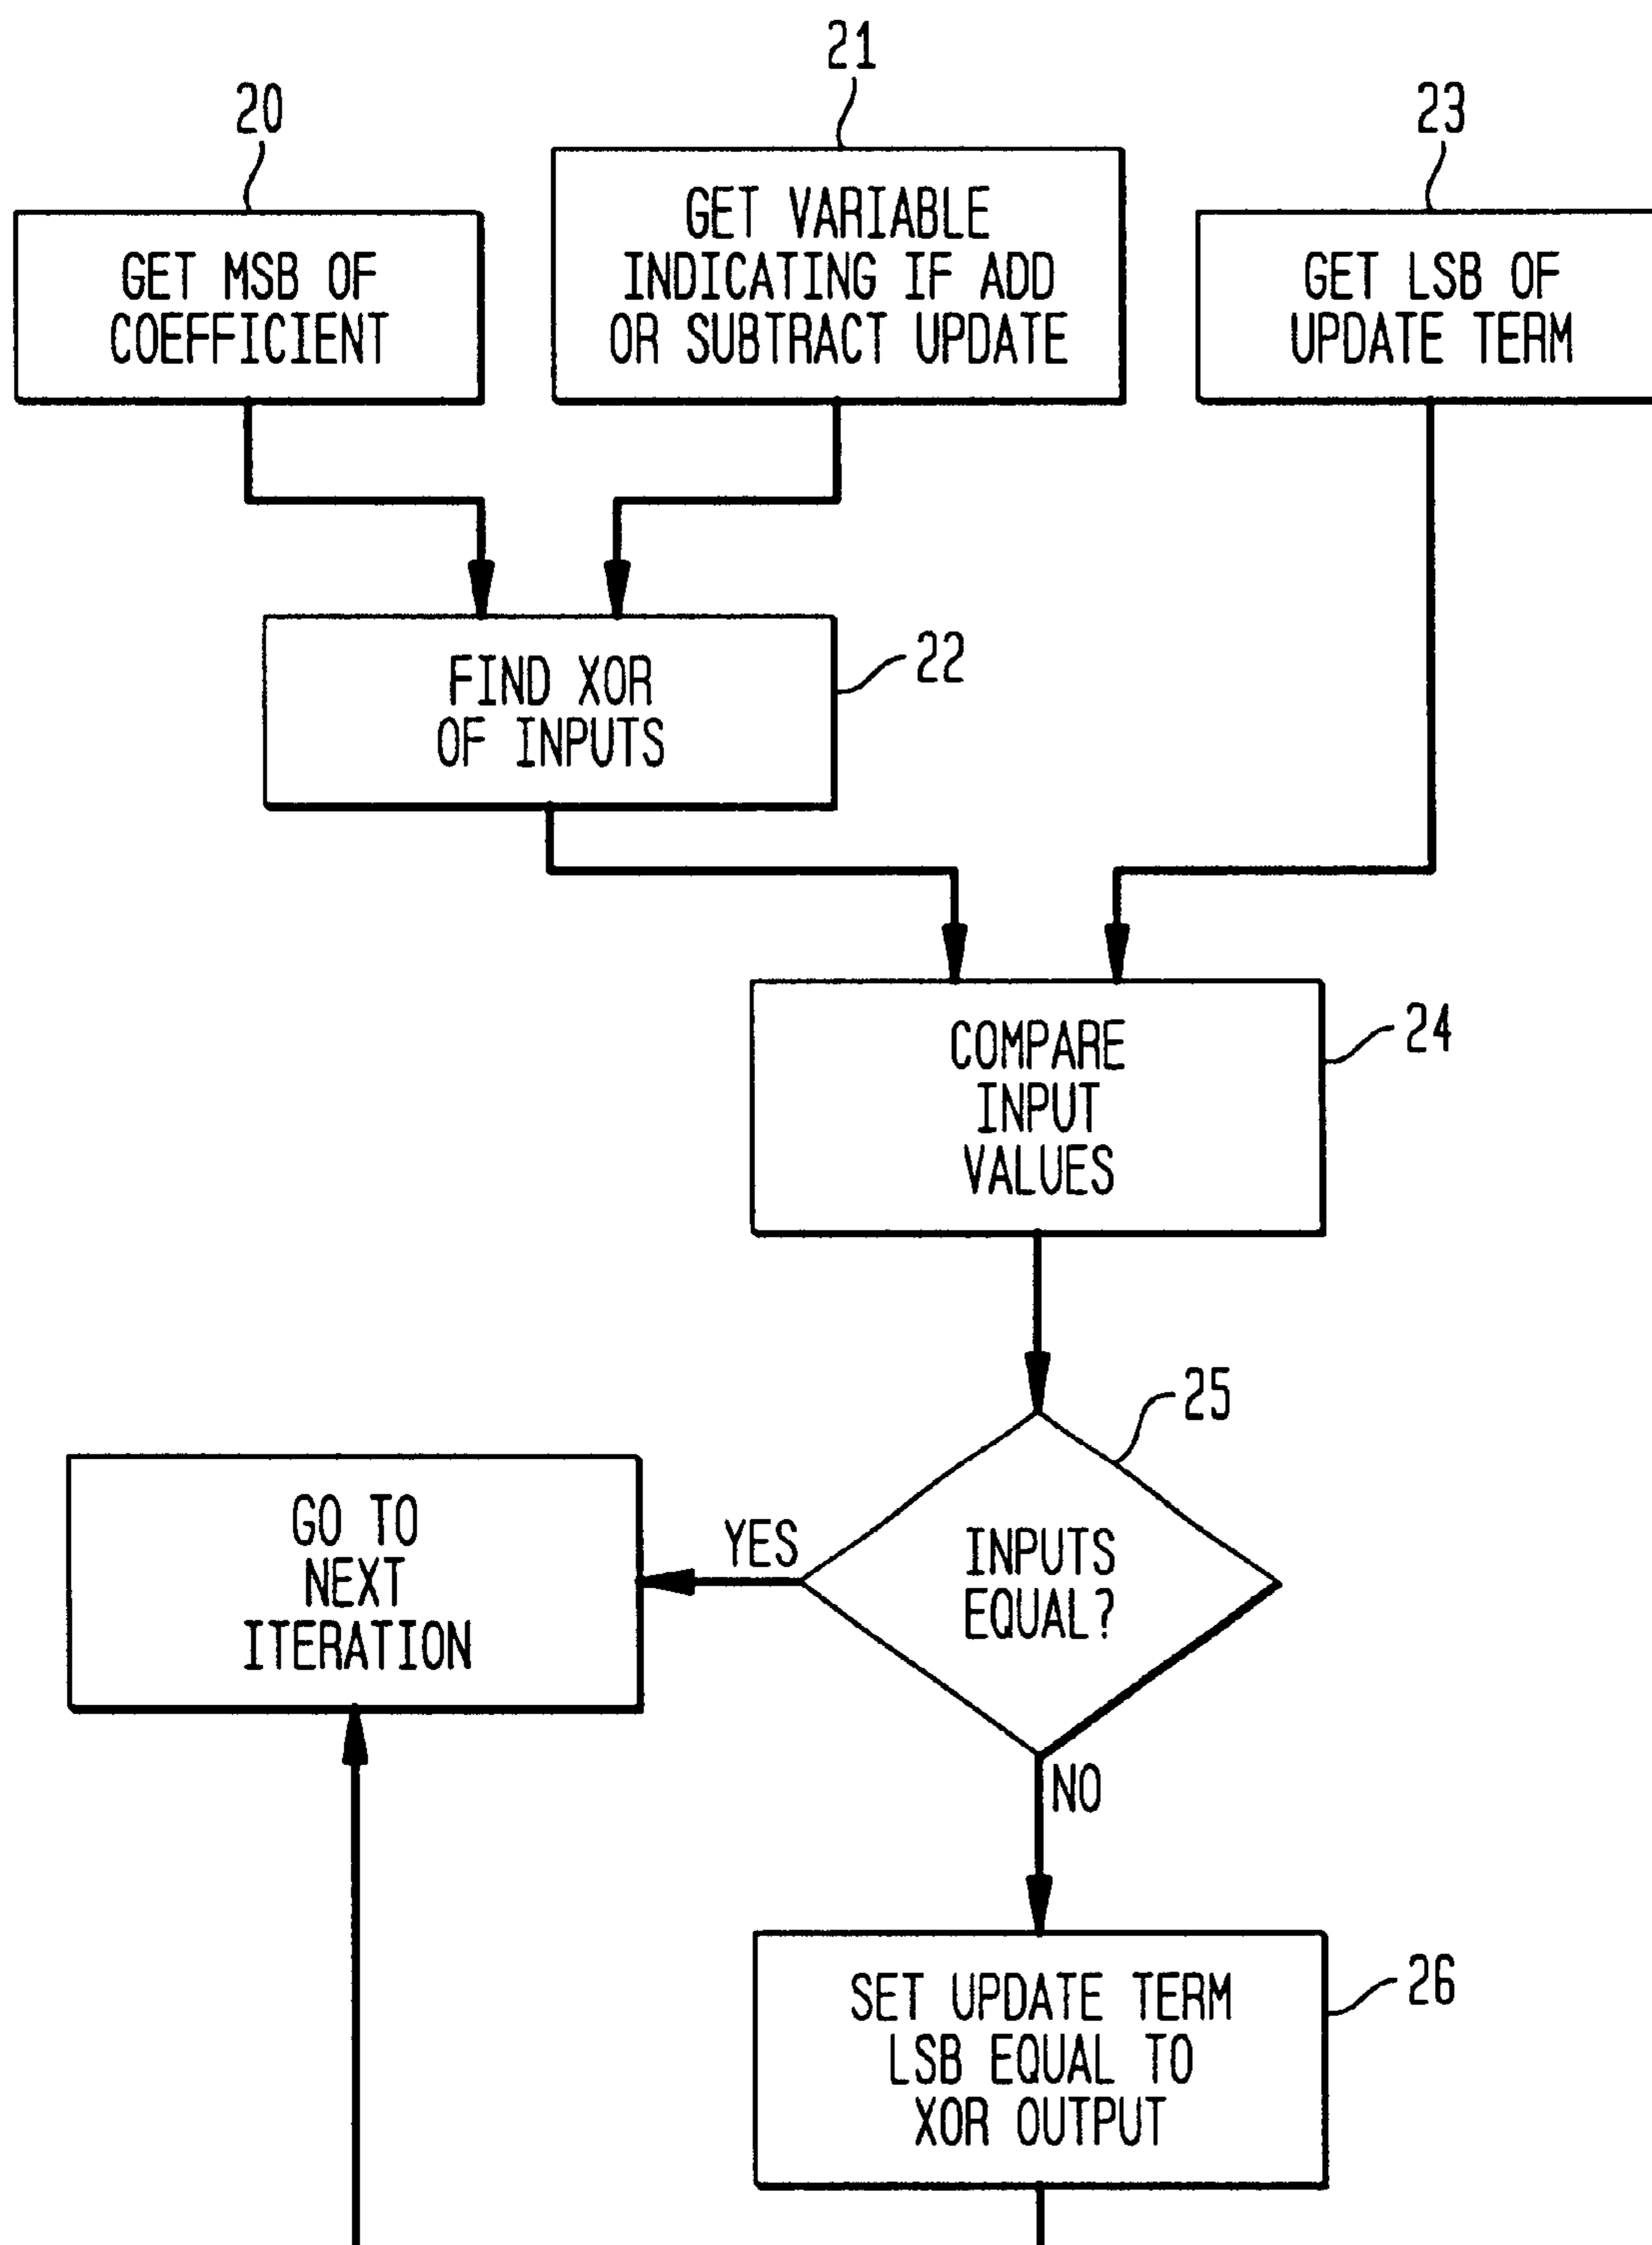 21
20
23
GET MSB OF
COEFFICIENT
GET VARIABLE
INDICATING IF ADD
OR SUBTRACT UPDATE
GET LSB OF
UPDATE TERM
FIND XOR
OF INPUTS
22
COMPARE
INPUT
VALUES
24
25
GO TO
NEXT
ITERATION
YES
INPUTS
EQUAL?
NO
SET UPDATE TERM
LSB EQUAL TO
XOR OUTPUT
26